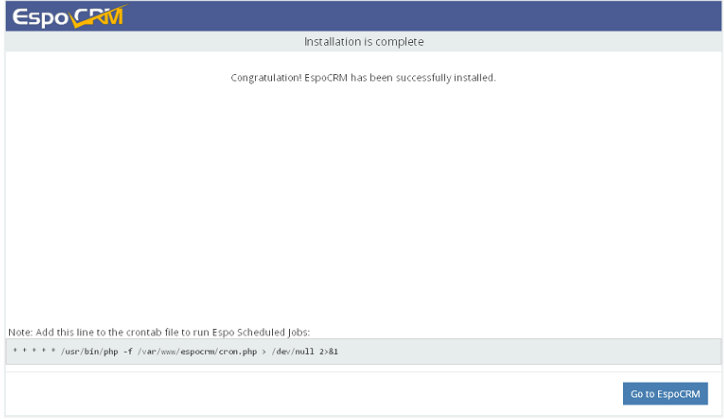 EspoCRM
Installation is complete
Congratulation! EspoCRM has been successfully installed.
Note: Add this line to the crontab file to run Espo Scheduled Jobs:
* * * * * /usr/bin/php -f /var/www/espocrm/cron.php > /dev/null 2>&1
Go to EspoCRM